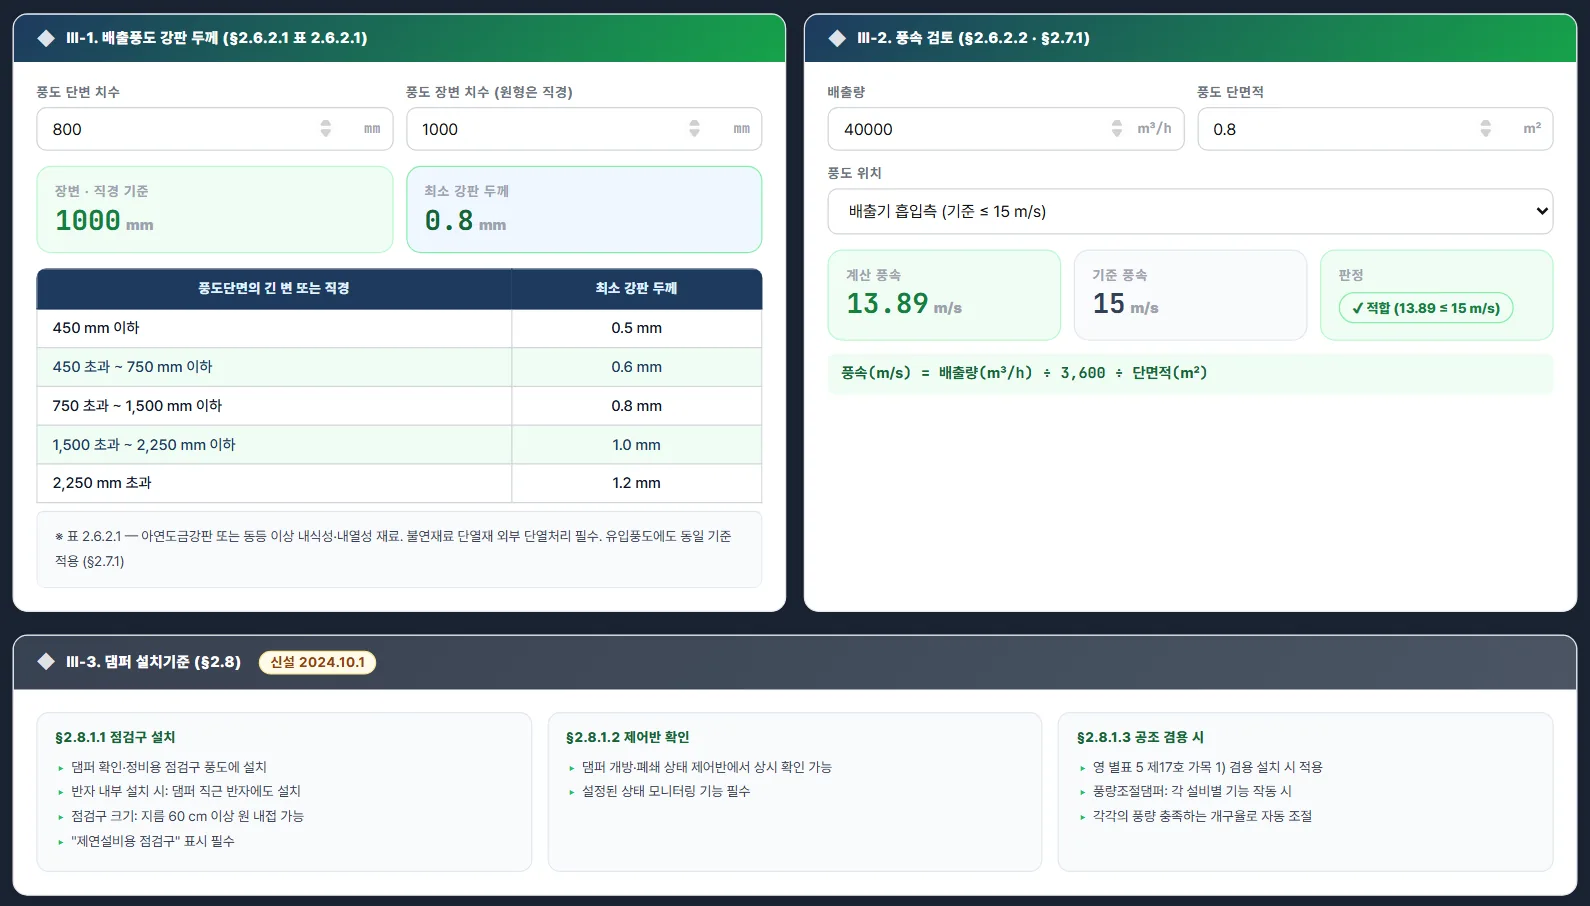 ◆ III-1. 배출풍도 강판 두께 (§2.6.2.1 표 2.6.2.1)
풍도 단변 치수
풍도 장변 치수 (원형은 직경)
800 mm
1000 mm
장변 · 직경 기준
1000 mm
최소 강판 두께
0.8 mm
풍도단면의 긴 변 또는 직경 최소 강판 두께
450 mm 이하 0.5 mm
450 초과 ~ 750 mm 이하 0.6 mm
750 초과 ~ 1,500 mm 이하 0.8 mm
1,500 초과 ~ 2,250 mm 이하 1.0 mm
2,250 mm 초과 1.2 mm
※ 표 2.6.2.1 — 아연도금강판 또는 동등 이상 내식성·내열성 재료. 불연재료 단열재 외부 단열처리 필수. 유입풍도에도 동일 기준
적용 (§2.7.1)
◆ III-2. 풍속 검토 (§2.6.2.2 · §2.7.1)
배출량
풍도 단면적
40000 m³/h
0.8 m²
풍도 위치
배출기 흡입측 (기준 ≤ 15 m/s)
계산 풍속
13.89 m/s
기준 풍속
15 m/s
판정
✓ 적합 (13.89 ≤ 15 m/s)
풍속(m/s) = 배출량(m³/h) ÷ 3,600 ÷ 단면적(m²)
◆ III-3. 댐퍼 설치기준 (§2.8) 신설 2024.10.1
§2.8.1.1 점검구 설치
▸ 댐퍼 확인·정비용 점검구 풍도에 설치
▸ 반자 내부 설치 시: 댐퍼 직근 반자에도 설치
▸ 점검구 크기: 지름 60 cm 이상 원 내접 가능
▸ "제연설비용 점검구" 표시 필수
§2.8.1.2 제어반 확인
▸ 댐퍼 개방·폐쇄 상태 제어반에서 상시 확인 가능
▸ 설정된 상태 모니터링 기능 필수
§2.8.1.3 공조 겸용 시
▸ 영 별표 5 제17호 가목 1) 겸용 설치 시 적용
▸ 풍량조절댐퍼: 각 설비별 기능 작동 시
▸ 각각의 풍량 충족하는 개구율로 자동 조절